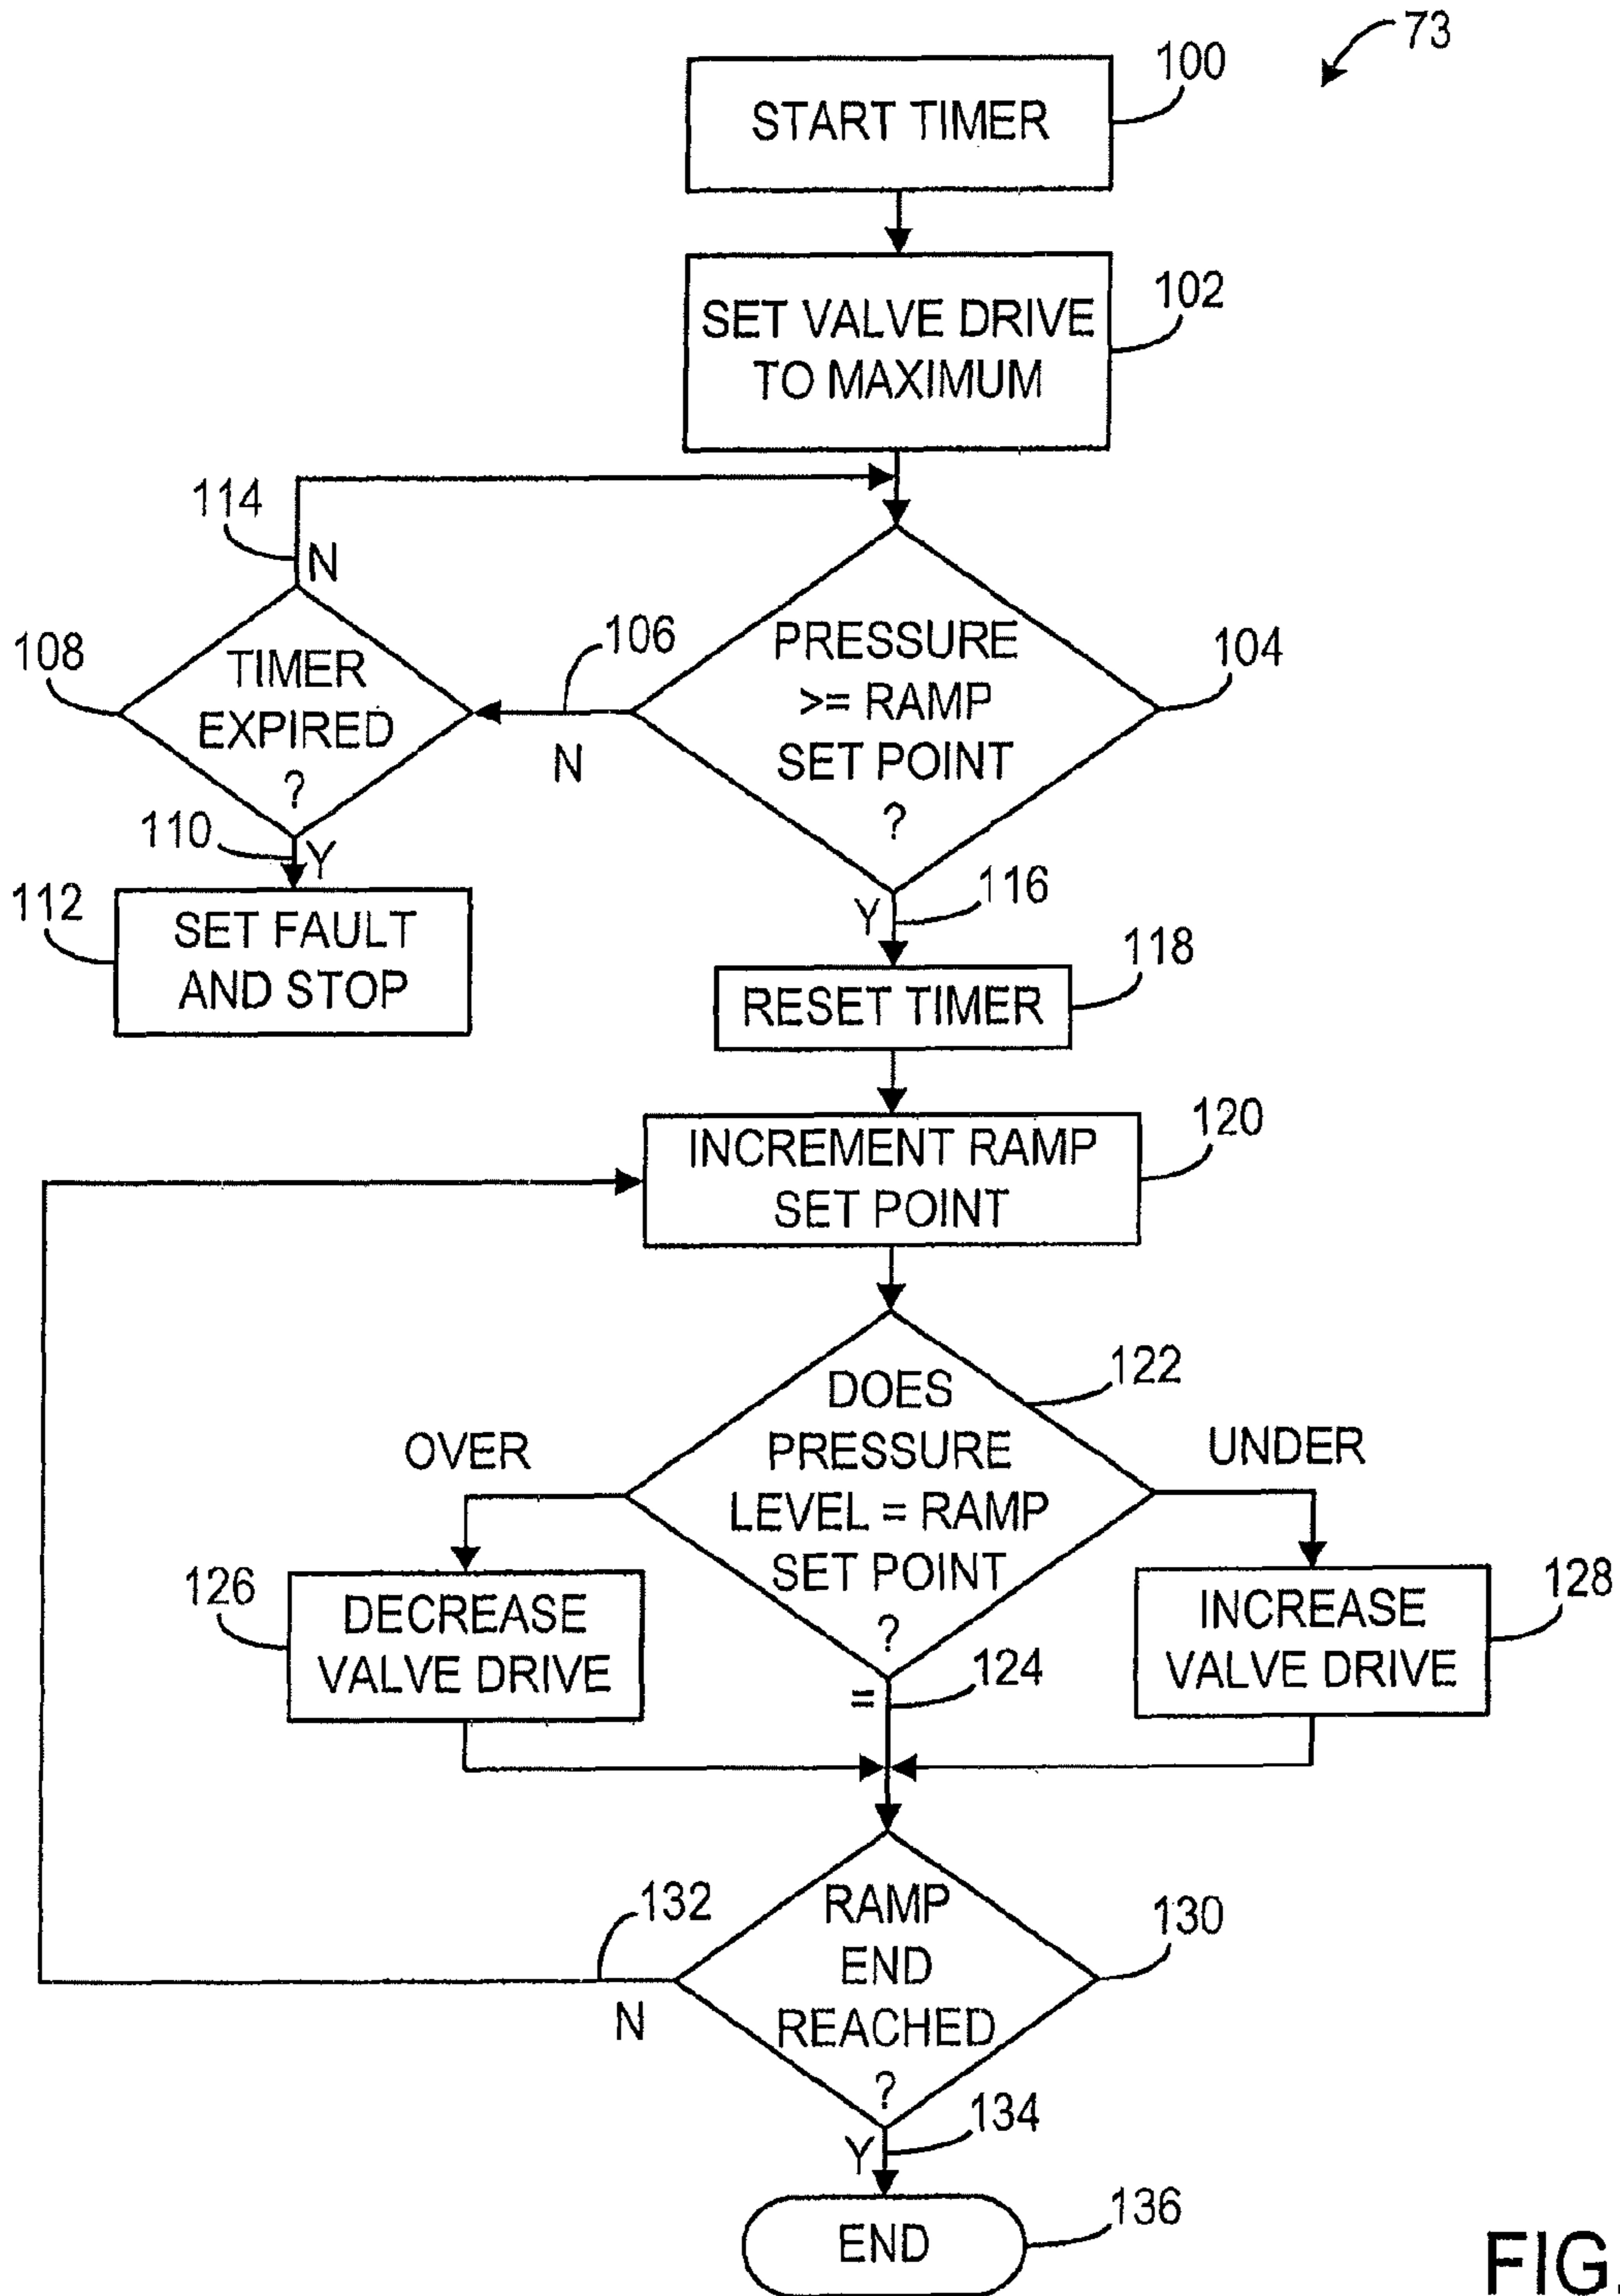 73
100
START TIMER
102
SET VALVE DRIVE
TO MAXIMUM
114
N
108
TIMER
EXPIRED
?
106
N
PRESSURE
>= RAMP
SET POINT
?
104
110
Y
112
SET FAULT
AND STOP
Y
116
118
RESET TIMER
120
INCREMENT RAMP
SET POINT
122
DOES
PRESSURE
LEVEL = RAMP
SET POINT
?
OVER
UNDER
126
DECREASE
VALVE DRIVE
=
124
128
INCREASE
VALVE DRIVE
132
N
RAMP
END
REACHED
?
130
Y
134
136
END
FIG.